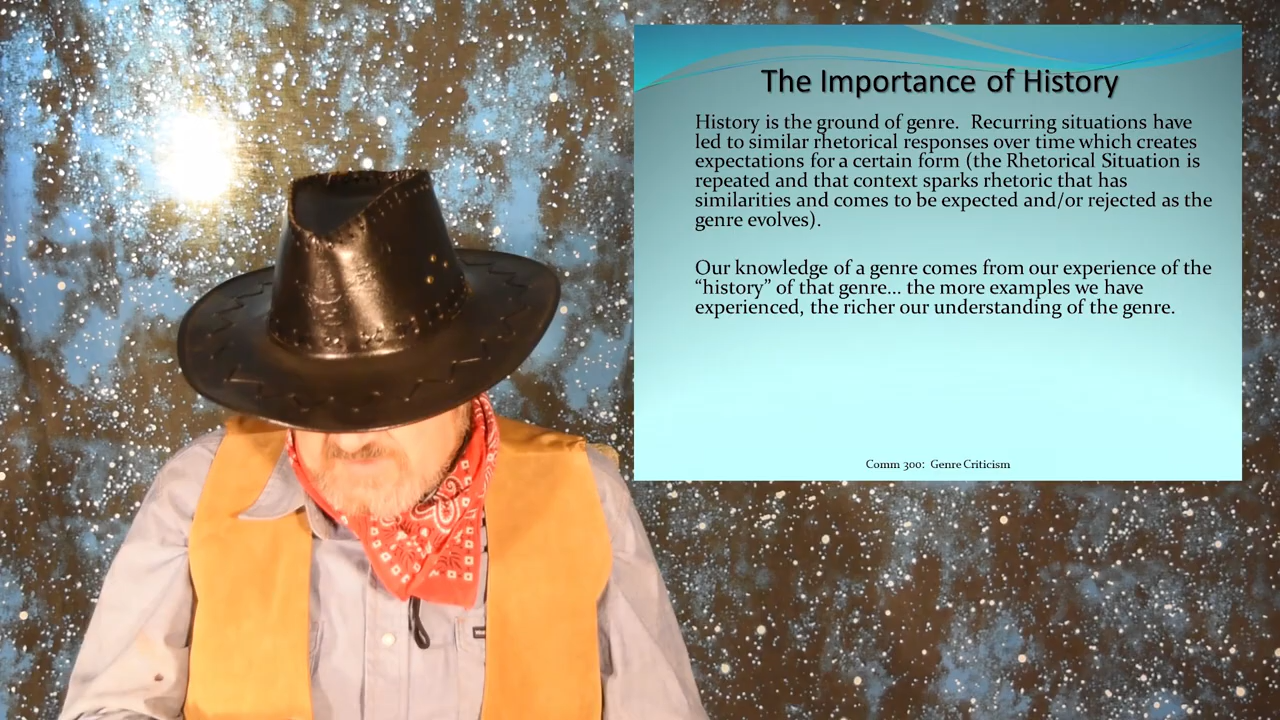 The Importance of History
History is the ground of genre.  Recurring situations have
led to similar rhetorical responses over time which creates
expectations for a certain form (the Rhetorical Situation is
repeated and that context sparks rhetoric that has
similarities and comes to be expected and/or rejected as the
genre evolves).
Our knowledge of a genre comes from our experience of the
“history” of that genre... the more examples we have
experienced, the richer our understanding of the genre.
Comm 300:  Genre Criticism